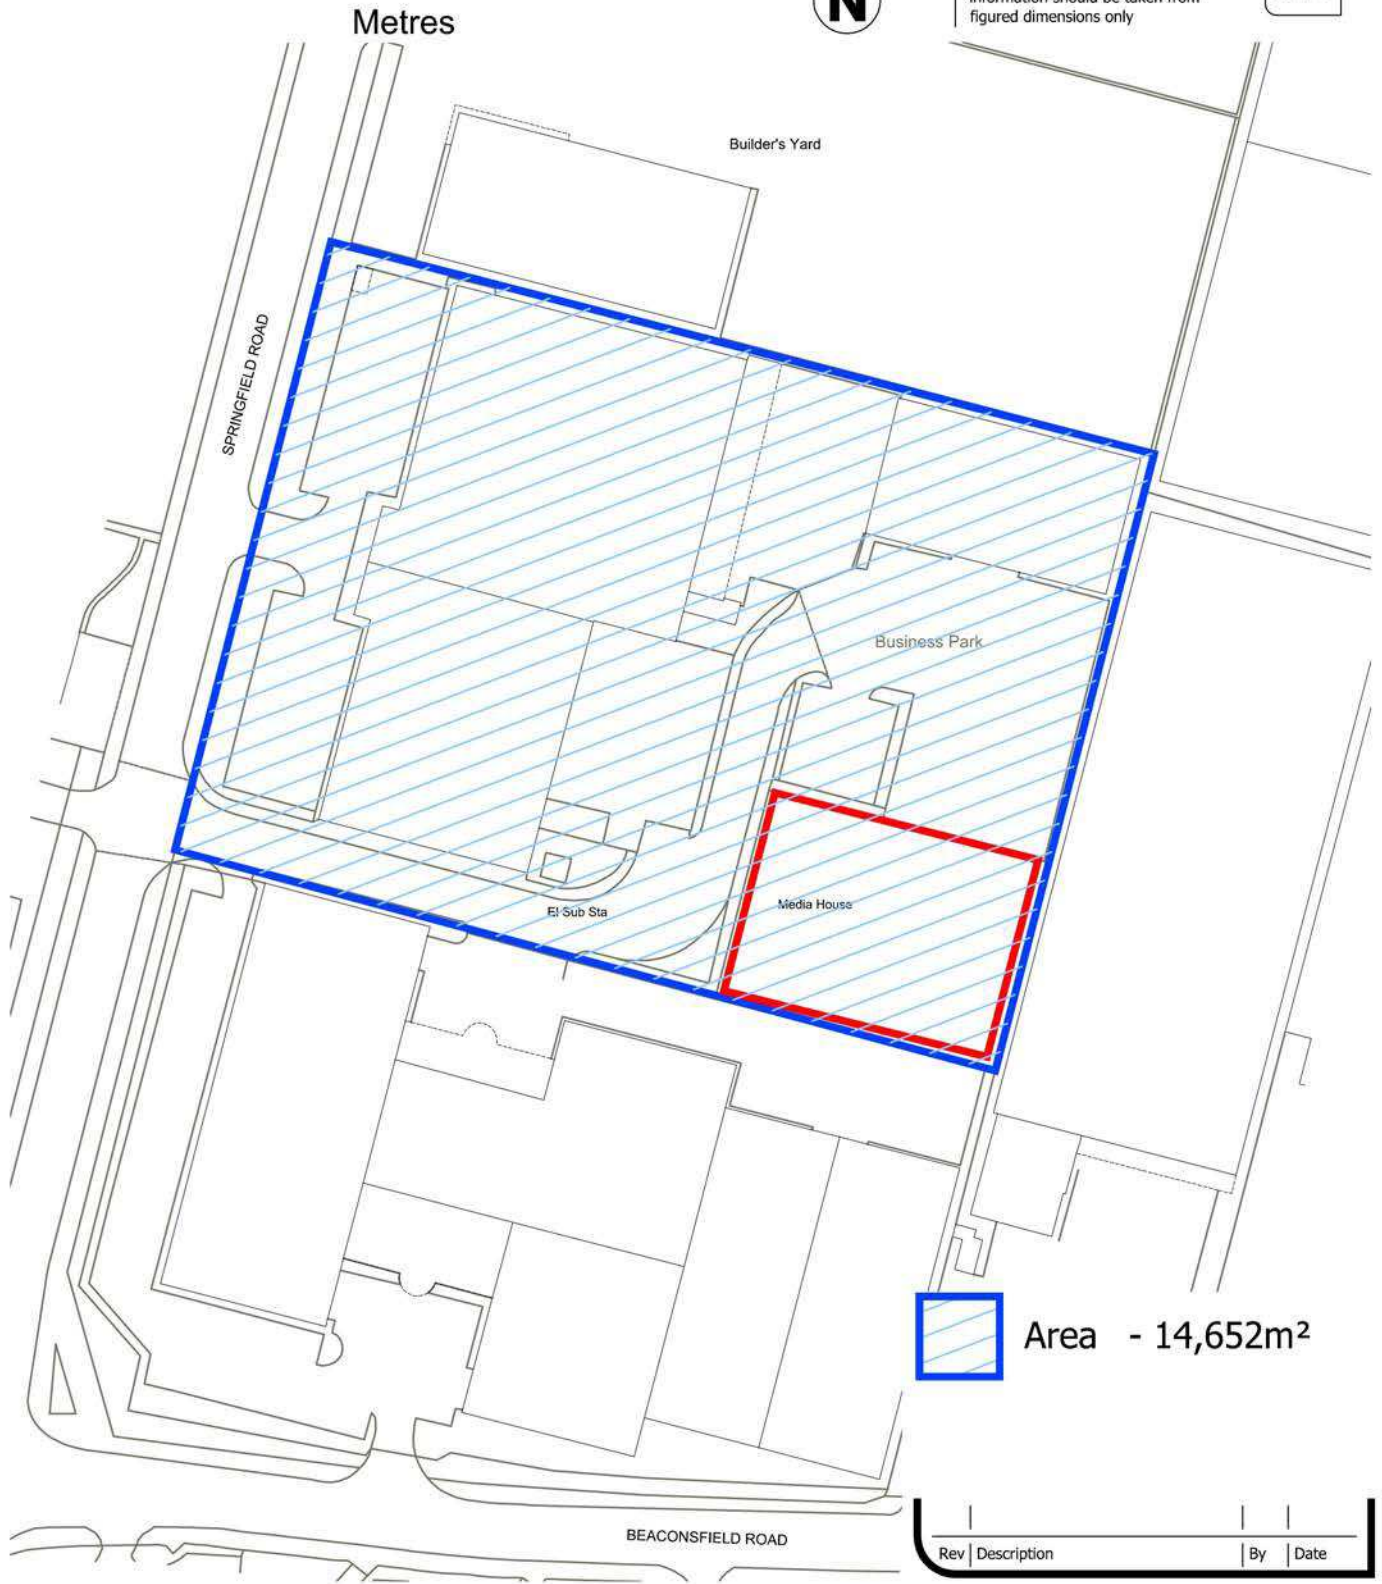 Metres
N
figured dimensions only
Builder's Yard
SPRINGFIELD ROAD
Business Park
Media House
El Sub Sta
Area - 14,652m²
BEACONSFIELD ROAD
Rev Description By Date